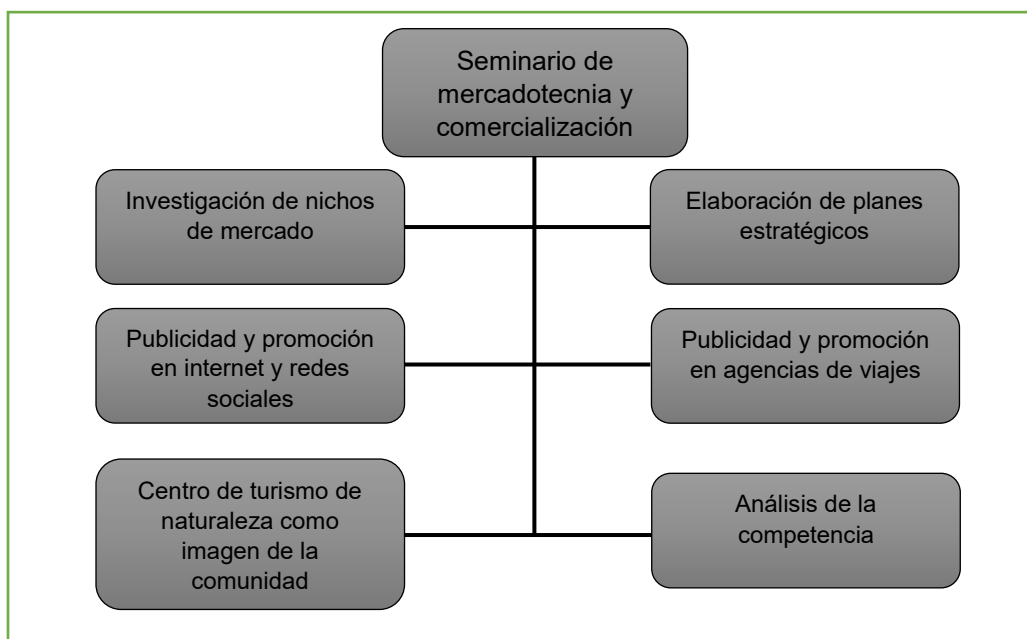 Seminario de
mercadotecnia y
comercialización
Investigación de nichos
de mercado
Elaboración de planes
estratégicos
Publicidad y promoción
en internet y redes
sociales
Publicidad y promoción
en agencias de viajes
Centro de turismo de
naturaleza como
imagen de la
comunidad
Análisis de la
competencia